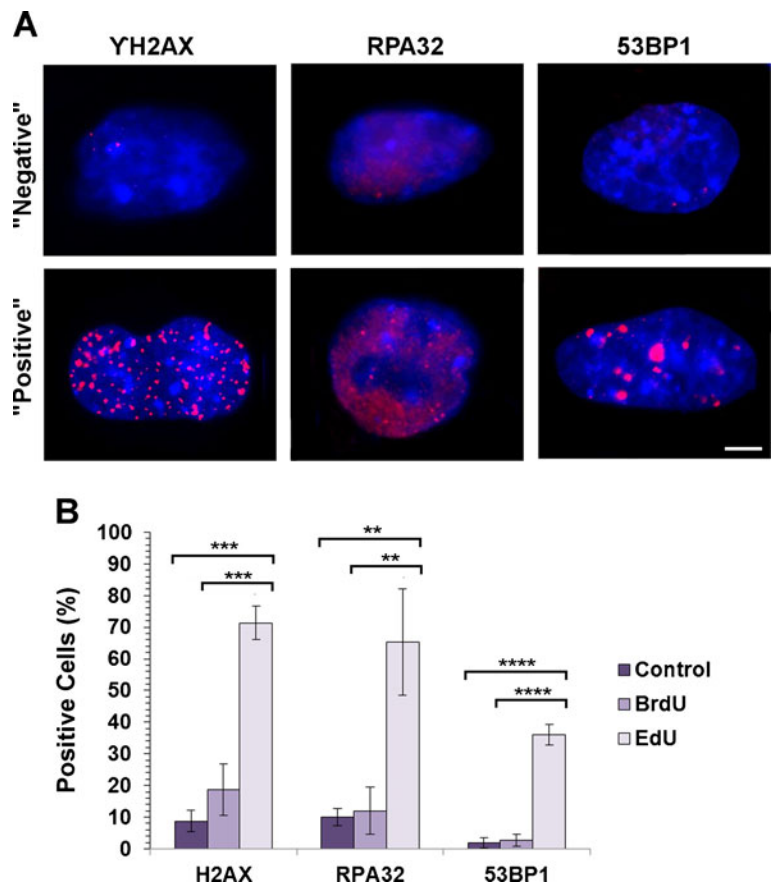 A
ϒH2AX RPA32 53BP1
"Negative"
"Positive"
B
100
90
80
70
60
50
40
30
20
10
0
Positive Cells (%)
*** ** ****
*** ** ****
Control
BrdU
EdU
H2AX RPA32 53BP1